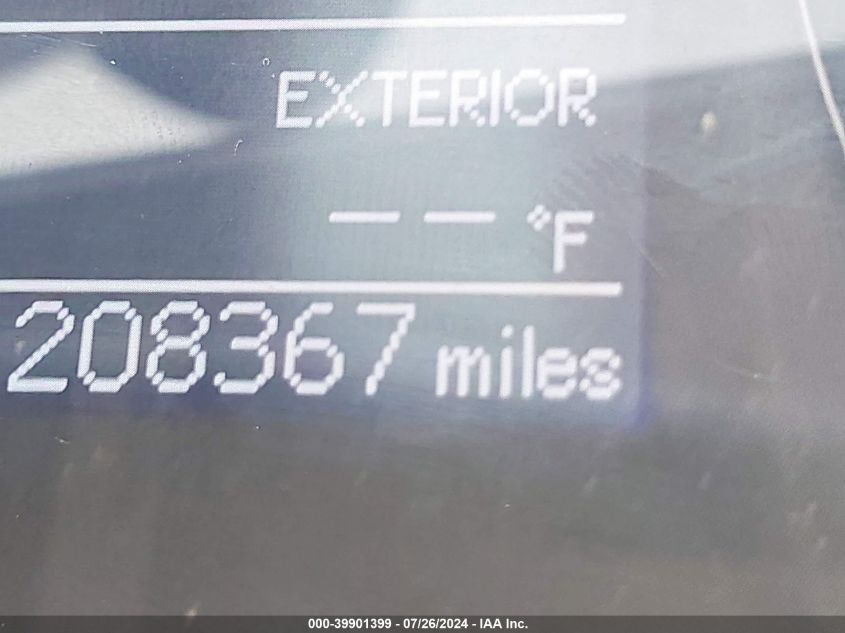 EXTERIOR
-- °F
208367 miles
000-39901399 - 07/26/2024 - IAA Inc.